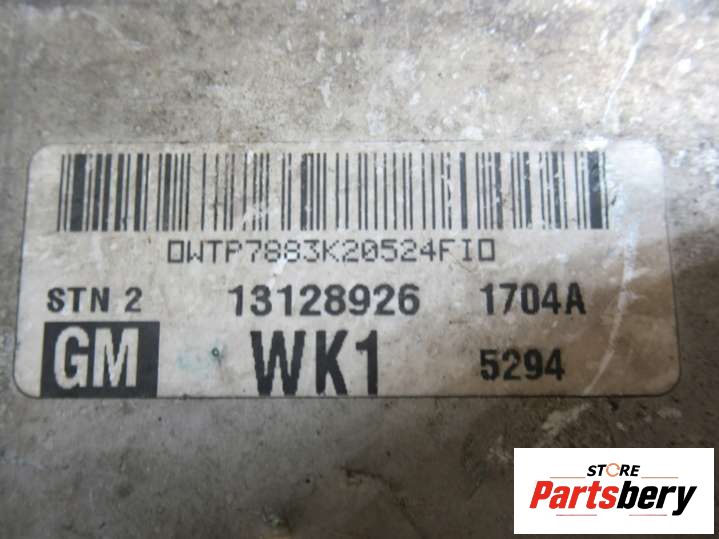 0WTP7883K20524FI0
STN 2 13128926 1704A
GM WK1 5294
STORE
Partsbery